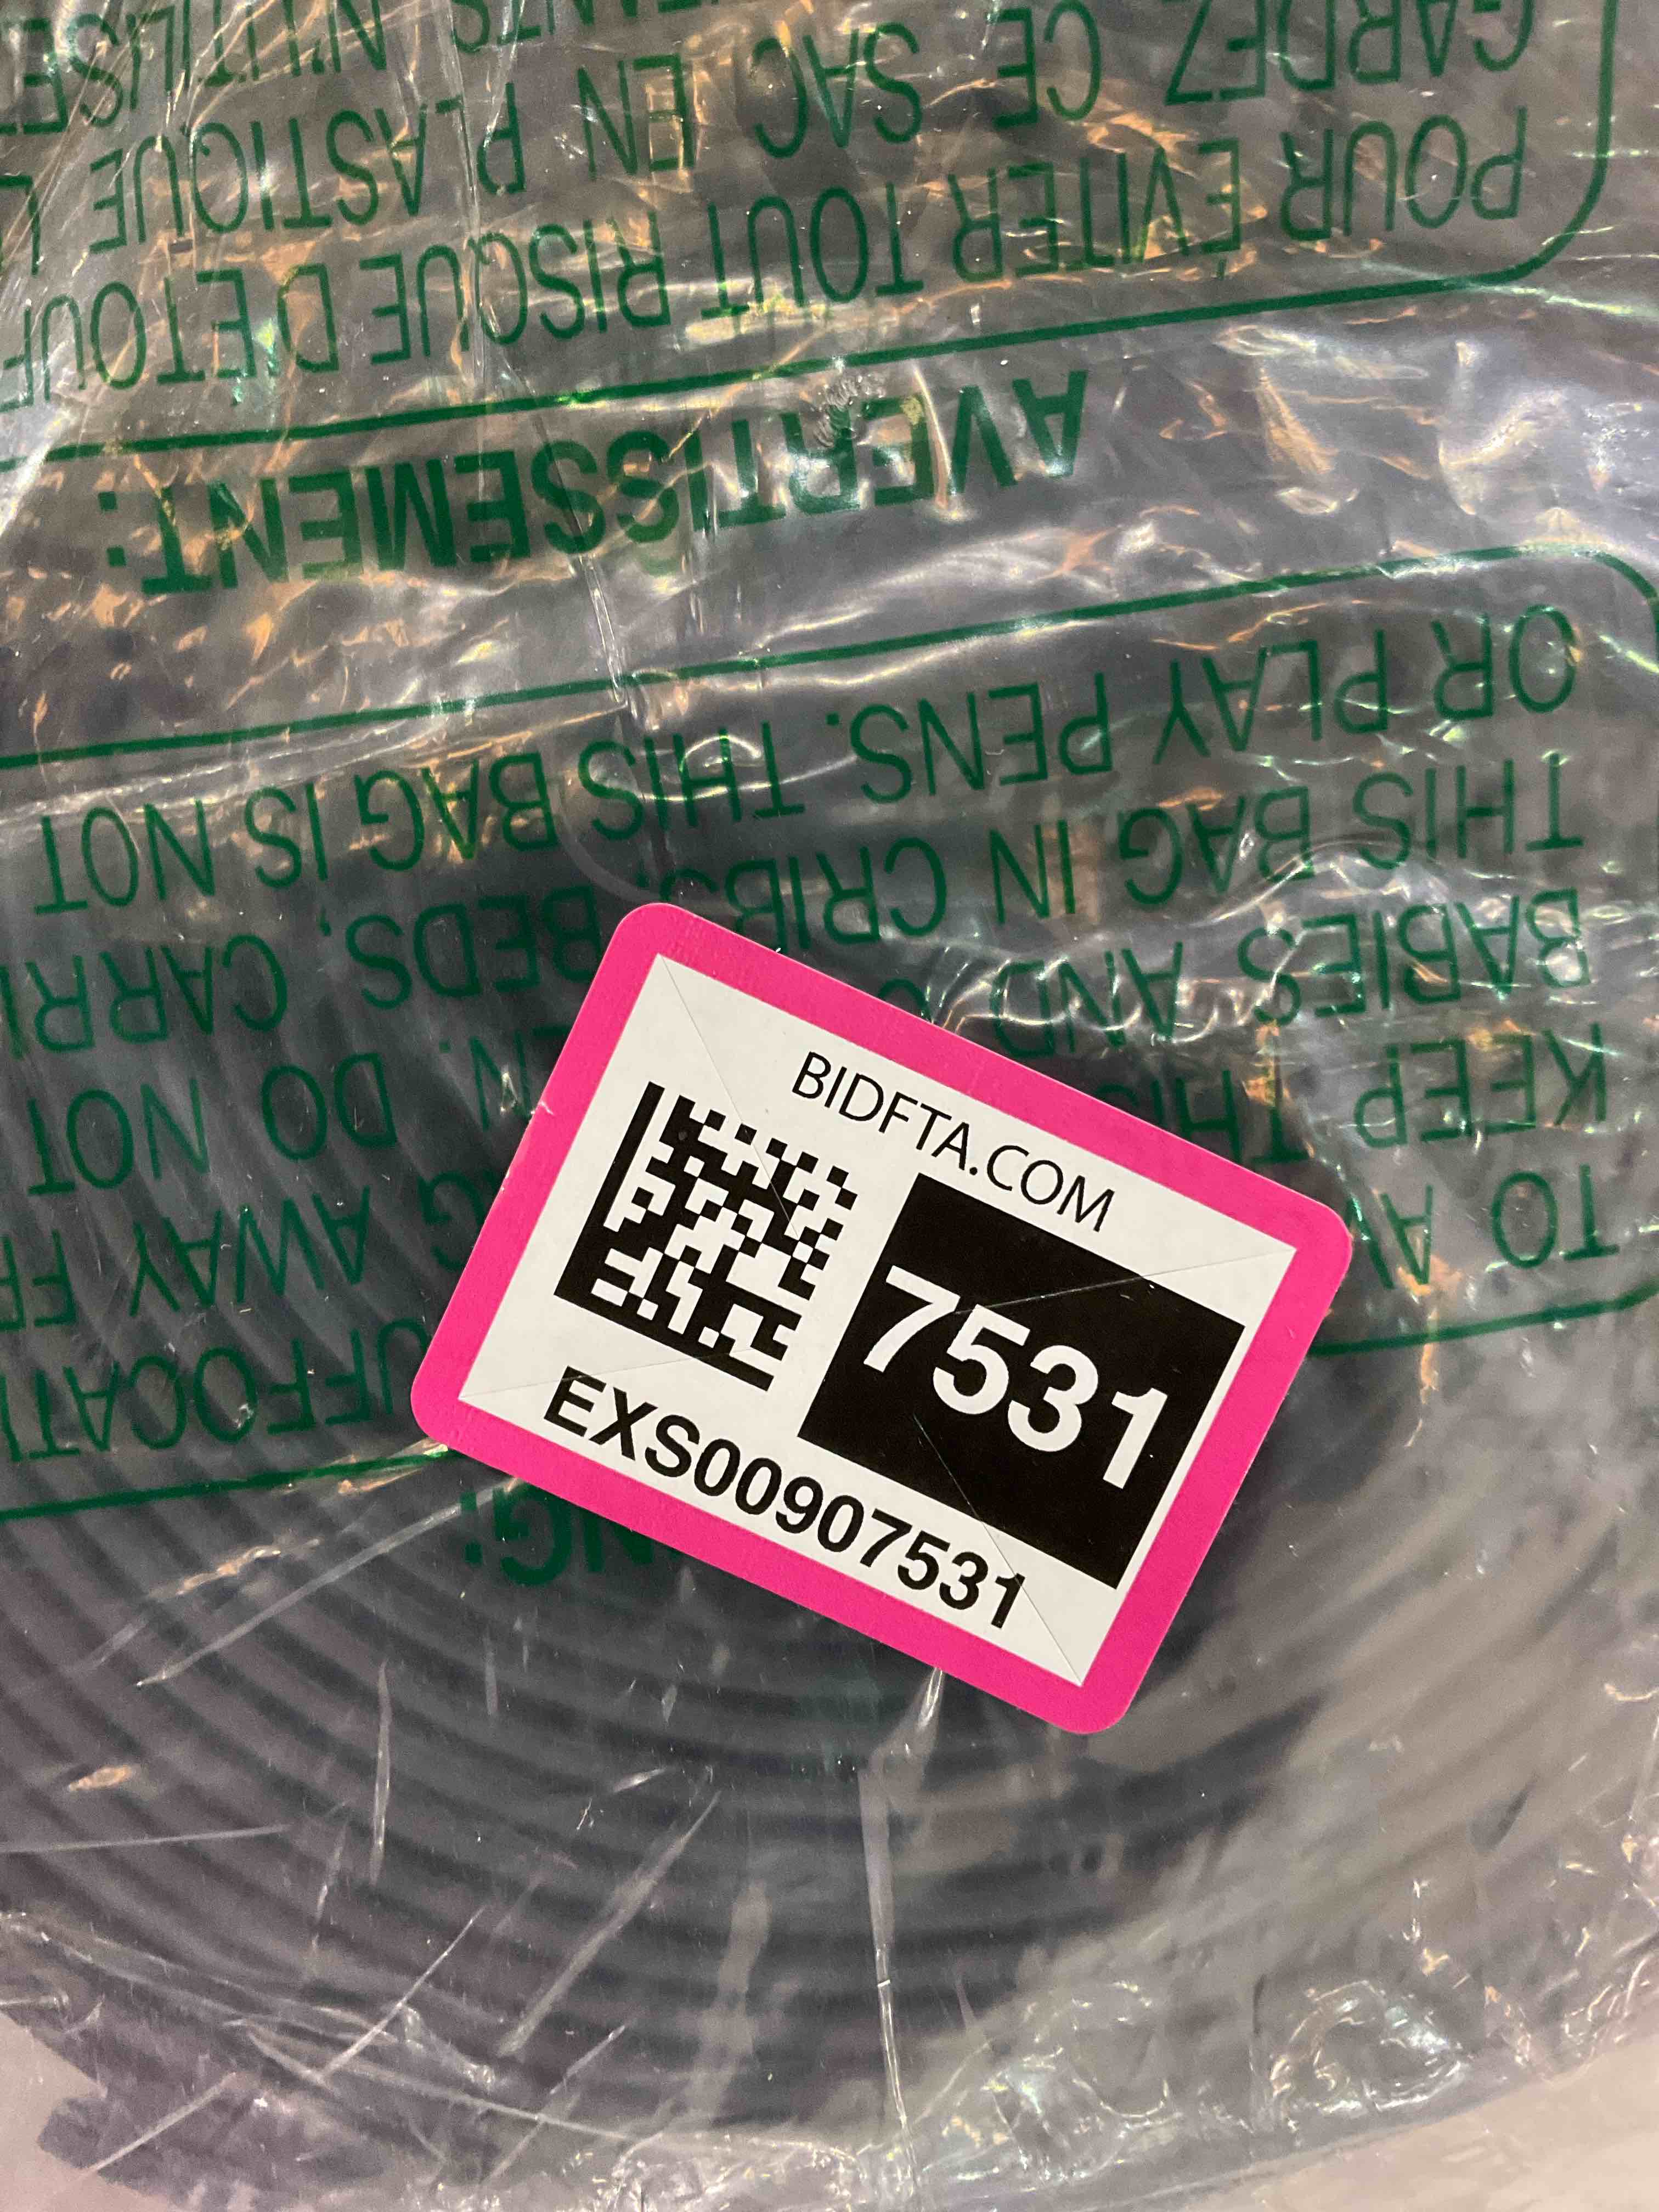 BIDFTA.COM
7531
EXS00907531
TO
KEEP
BABIES AND
THIS BAG IN CRIBS, BEDS, CARRI
OR PLAY PENS. THIS BAG IS NOT
AWAY
DO NOT
AVERTISSEMENT:
POUR ÉVITER TOUT RISQUE D'ÉTOUF
GARDEZ CE SAC EN PLASTIQUE
N'UTILISE